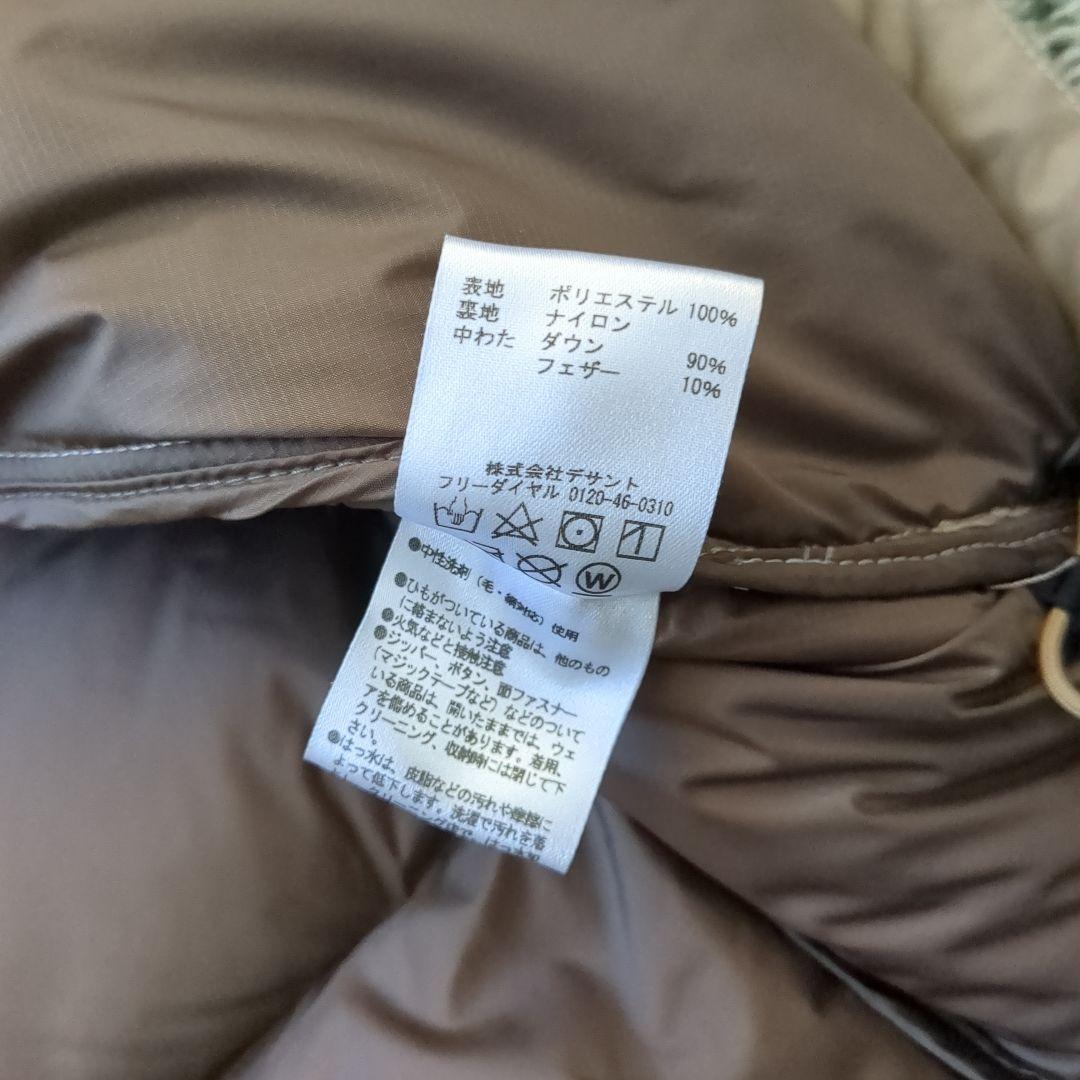 表地 ポリエステル 100%
裏地 ナイロン
中わた ダウン 90%
フェザー 10%
株式会社デサント
フリーダイヤル 0120-46-0310
W
●中性洗剤(毛・絹対応)使用
●ひもがついている商品は、他のもの
に絡まないよう注意
●火気などと接触注意
●ジッパー、ボタン、面ファスナー
(マジックテープなど)などのついて
いる商品は、開いたままでは、ウェ
アを傷めることがあります。着用、
クリーニング、収納時には閉じて下
さい。
●はっ水は、皮脂などの汚れや摩擦に
よって低下します。洗濯で汚れを落